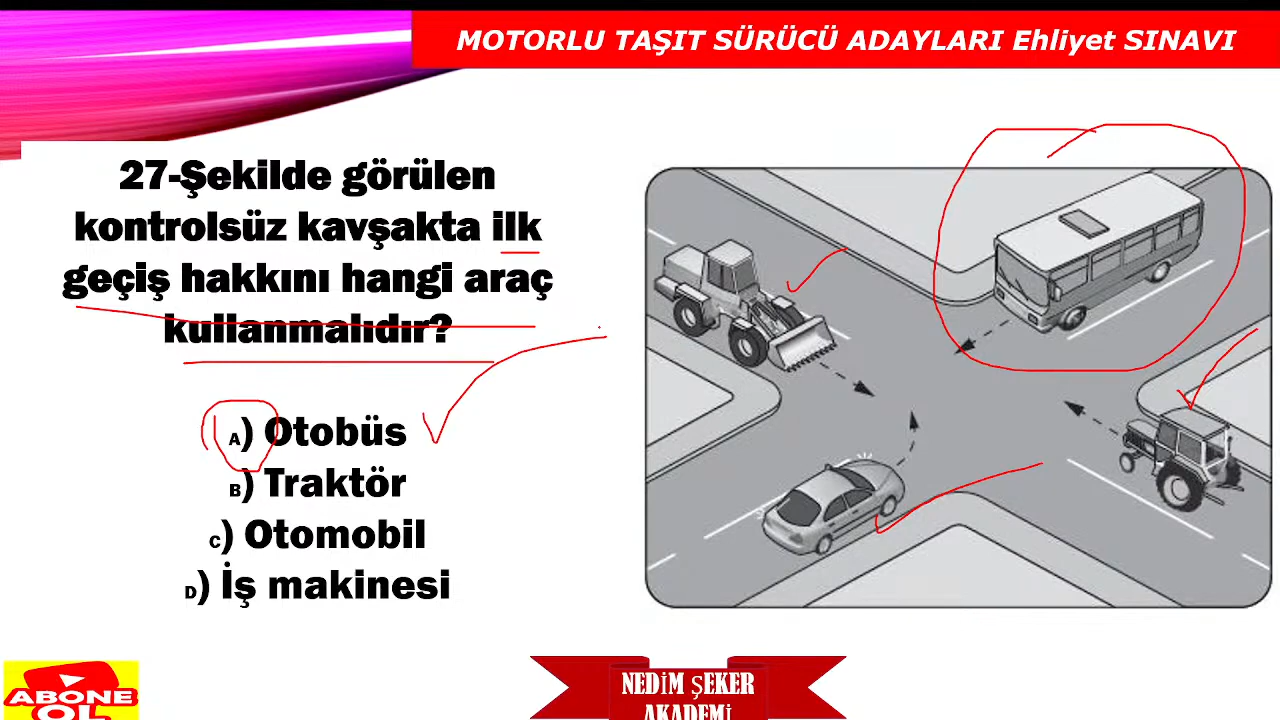 MOTORLU TAŞIT SÜRÜCÜ ADAYLARI Ehliyet SINAVI
27-Şekilde görülen
kontrolsüz kavşakta ilk
geçiş hakkını hangi araç
kullanmalıdır?
A) Otobüs
B) Traktör
C) Otomobil
D) İş makinesi
ABONE
OL
NEDİM ŞEKER
AKADEMİ